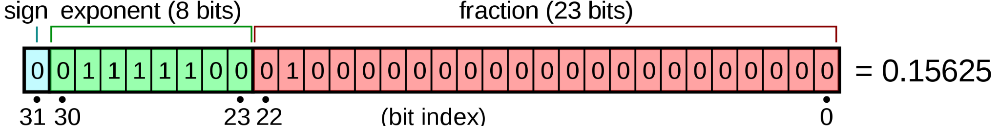 sign exponent (8 bits) fraction (23 bits)
0 0 1 1 1 1 1 0 0 0 1 0 0 0 0 0 0 0 0 0 0 0 0 0 0 0 0 0 0 0 0 0 = 0.15625
31 30 23 22 (bit index) 0